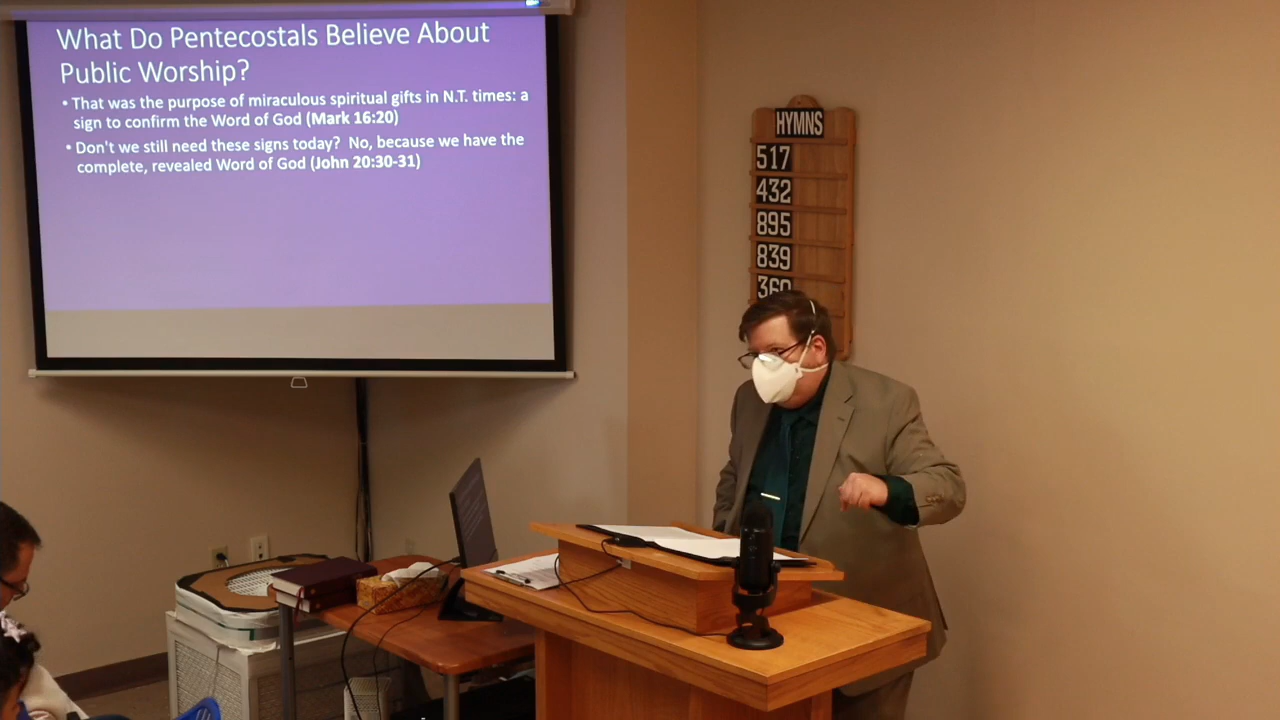 What Do Pentecostals Believe About
Public Worship?
• That was the purpose of miraculous spiritual gifts in N.T. times: a
sign to confirm the Word of God (Mark 16:20)
• Don't we still need these signs today? No, because we have the
complete, revealed Word of God (John 20:30-31)
HYMNS
517
432
895
839
360